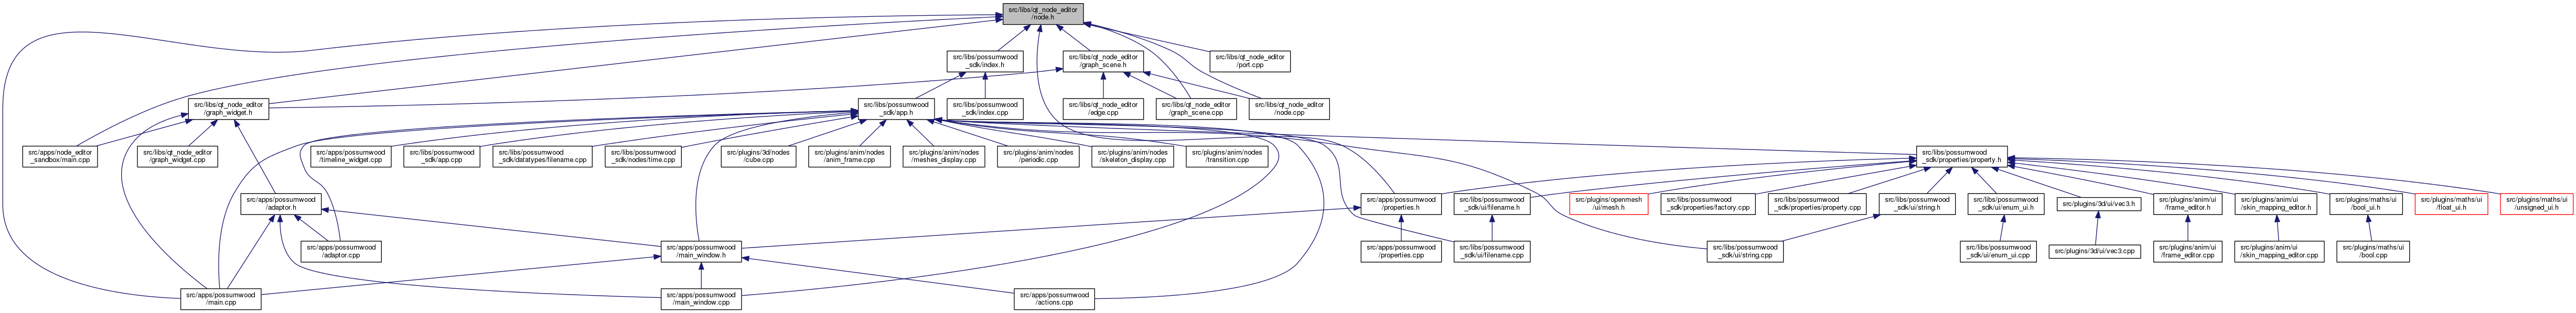 src/libs/qt_node_editor
/node.h
src/libs/possumwood
_sdk/index.h
src/libs/qt_node_editor
/graph_scene.h
src/libs/qt_node_editor
/port.cpp
src/libs/qt_node_editor
/graph_widget.h
src/libs/possumwood
_sdk/app.h
src/libs/possumwood
_sdk/index.cpp
src/libs/qt_node_editor
/edge.cpp
src/libs/qt_node_editor
/graph_scene.cpp
src/libs/qt_node_editor
/node.cpp
src/apps/node_editor
_sandbox/main.cpp
src/libs/qt_node_editor
/graph_widget.cpp
src/apps/possumwood
/timeline_widget.cpp
src/libs/possumwood
_sdk/app.cpp
src/libs/possumwood
_sdk/datatypes/filename.cpp
src/libs/possumwood
_sdk/nodes/time.cpp
src/plugins/3d/nodes
/cube.cpp
src/plugins/anim/nodes
/anim_frame.cpp
src/plugins/anim/nodes
/meshes_display.cpp
src/plugins/anim/nodes
/periodic.cpp
src/plugins/anim/nodes
/skeleton_display.cpp
src/plugins/anim/nodes
/transition.cpp
src/libs/possumwood
_sdk/properties/property.h
src/apps/possumwood
/adaptor.h
src/apps/possumwood
/properties.h
src/libs/possumwood
_sdk/ui/filename.h
src/plugins/openmesh
/ui/mesh.h
src/libs/possumwood
_sdk/properties/factory.cpp
src/libs/possumwood
_sdk/properties/property.cpp
src/libs/possumwood
_sdk/ui/string.h
src/libs/possumwood
_sdk/ui/enum_ui.h
src/plugins/3d/ui/vec3.h
src/plugins/anim/ui
/frame_editor.h
src/plugins/anim/ui
/skin_mapping_editor.h
src/plugins/maths/ui
/bool_ui.h
src/plugins/maths/ui
/float_ui.h
src/plugins/maths/ui
/unsigned_ui.h
src/apps/possumwood
/adaptor.cpp
src/apps/possumwood
/main_window.h
src/apps/possumwood
/properties.cpp
src/libs/possumwood
_sdk/ui/filename.cpp
src/libs/possumwood
_sdk/ui/string.cpp
src/libs/possumwood
_sdk/ui/enum_ui.cpp
src/plugins/3d/ui/vec3.cpp
src/plugins/anim/ui
/frame_editor.cpp
src/plugins/anim/ui
/skin_mapping_editor.cpp
src/plugins/maths/ui
/bool.cpp
src/apps/possumwood
/main.cpp
src/apps/possumwood
/main_window.cpp
src/apps/possumwood
/actions.cpp